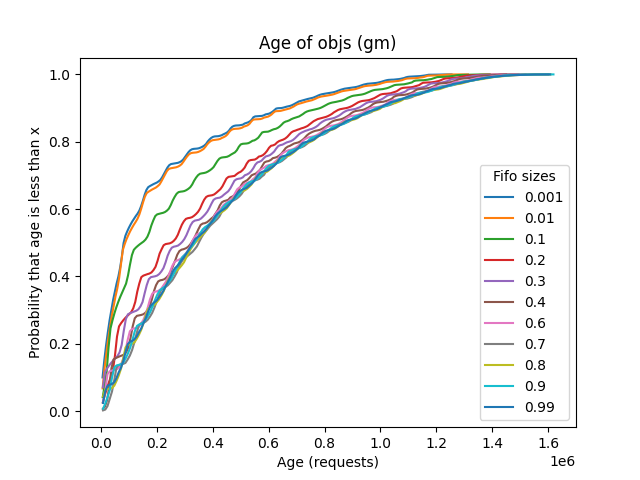 Age of objs (gm)
Probability that age is less than x
1.0
0.8
0.6
0.4
0.2
0.0
Fifo sizes
0.001
0.01
0.1
0.2
0.3
0.4
0.6
0.7
0.8
0.9
0.99
0.0 0.2 0.4 0.6 0.8 1.0 1.2 1.4 1.6
1e6
Age (requests)